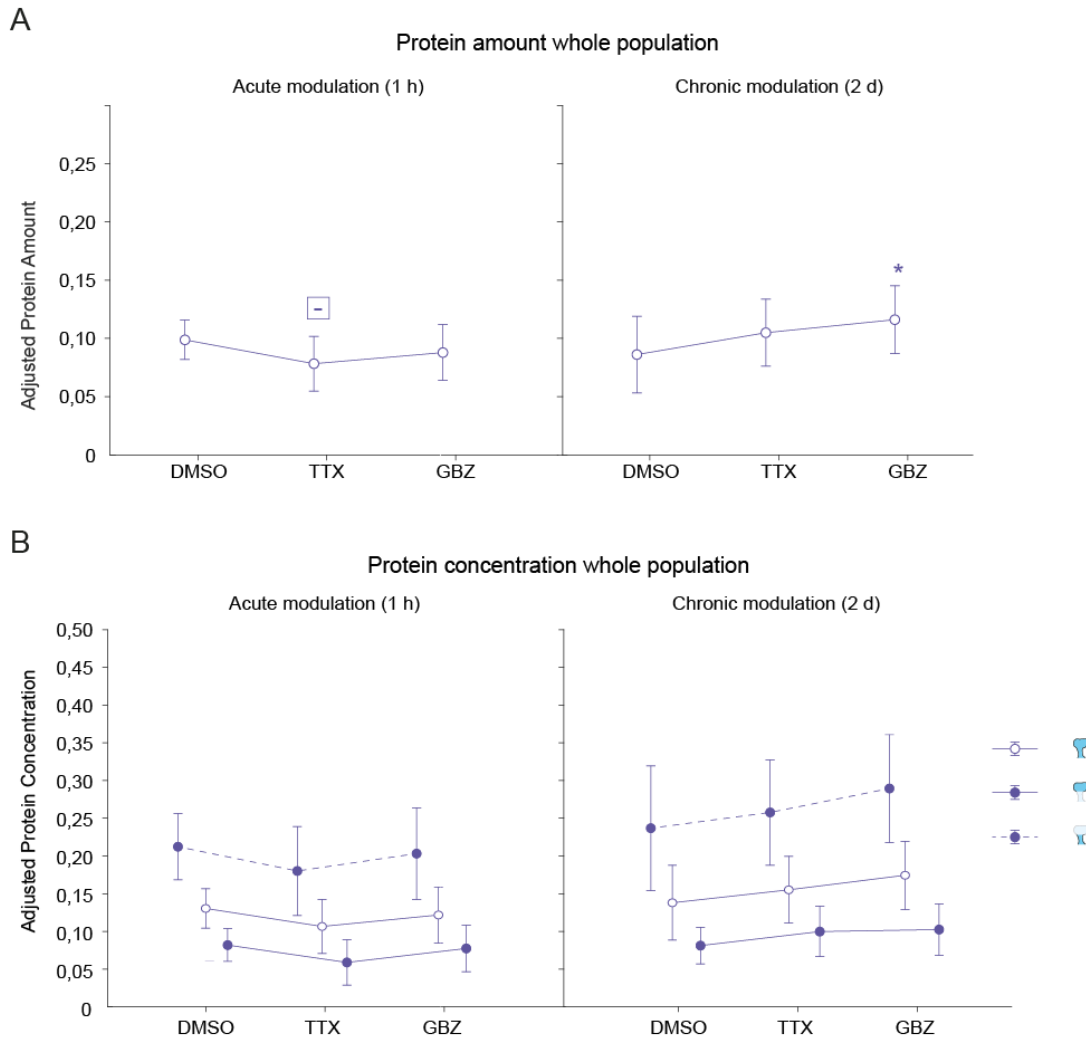 A
Protein amount whole population
Acute modulation (1 h)
Chronic modulation (2 d)
Adjusted Protein Amount
0,25
0,20
0,15
0,10
0,05
0
-
*
DMSO TTX GBZ
DMSO TTX GBZ
B
Protein concentration whole population
Acute modulation (1 h)
Chronic modulation (2 d)
Adjusted Protein Concentration
0,50
0,45
0,40
0,35
0,30
0,25
0,20
0,15
0,10
0,05
0
DMSO TTX GBZ
DMSO TTX GBZ